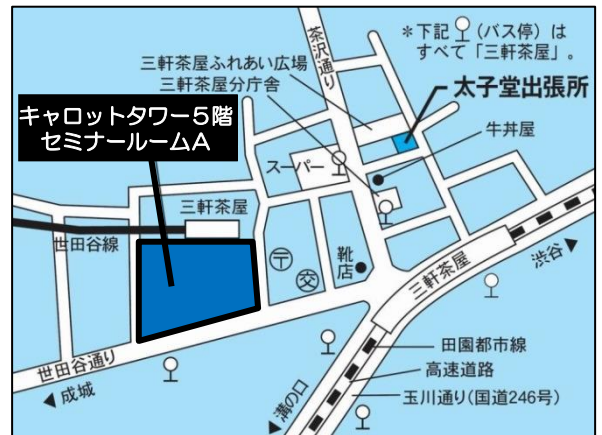 茶沢通り
*下記 (バス停) は
すべて「三軒茶屋」。
三軒茶屋ふれあい広場
三軒茶屋分庁舎
太子堂出張所
キャロットタワー5階
セミナールームA
牛丼屋
スーパー
三軒茶屋
世田谷線
〒
交
靴店
三軒茶屋
渋谷▶
世田谷通り
◀成城
◀溝の口
田園都市線
高速道路
玉川通り(国道246号)